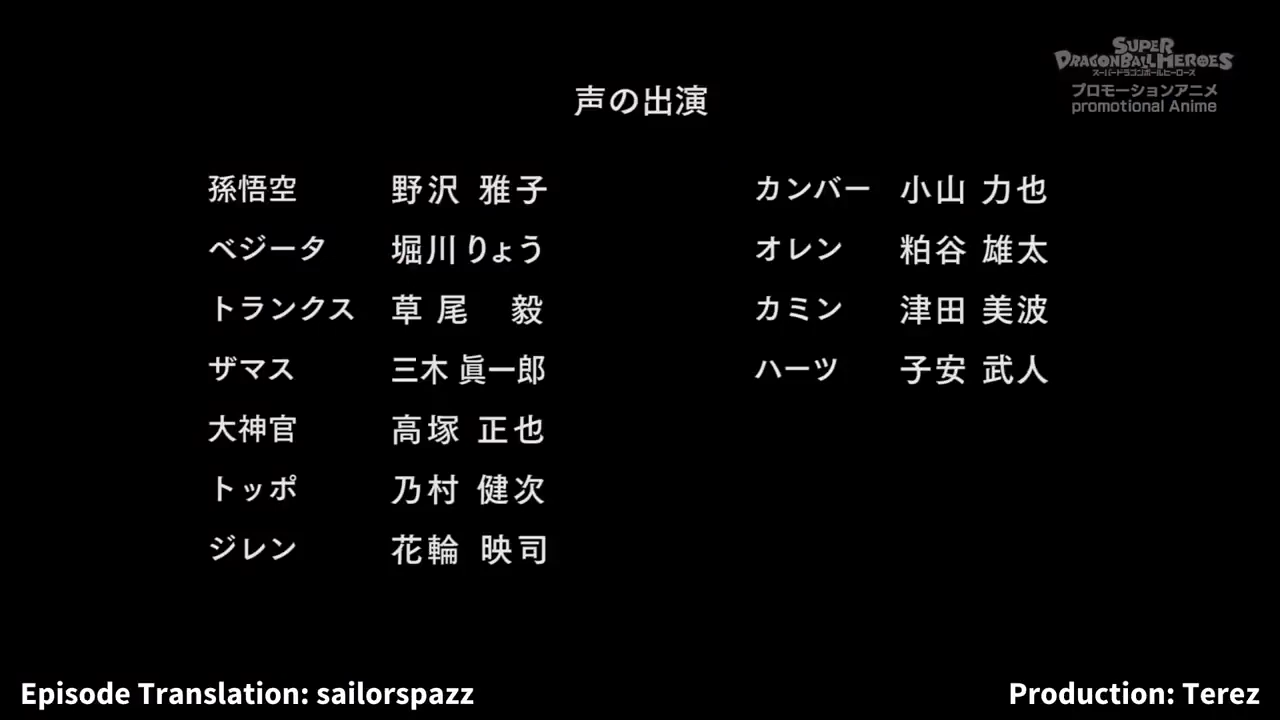 SUPER
DRAGONBALL HEROES
スーパードラゴンボールヒーローズ
プロモーションアニメ
promotional Anime
声の出演
孫悟空 野沢 雅子
ベジータ 堀川りょう
トランクス 草尾 毅
ザマス 三木 眞一郎
大神官 高塚 正也
トッポ 乃村 健次
ジレン 花輪 映司
カンバー 小山 力也
オレン 粕谷 雄太
カミン 津田 美波
ハーツ 子安 武人
Episode Translation: sailorspazz
Production: Terez